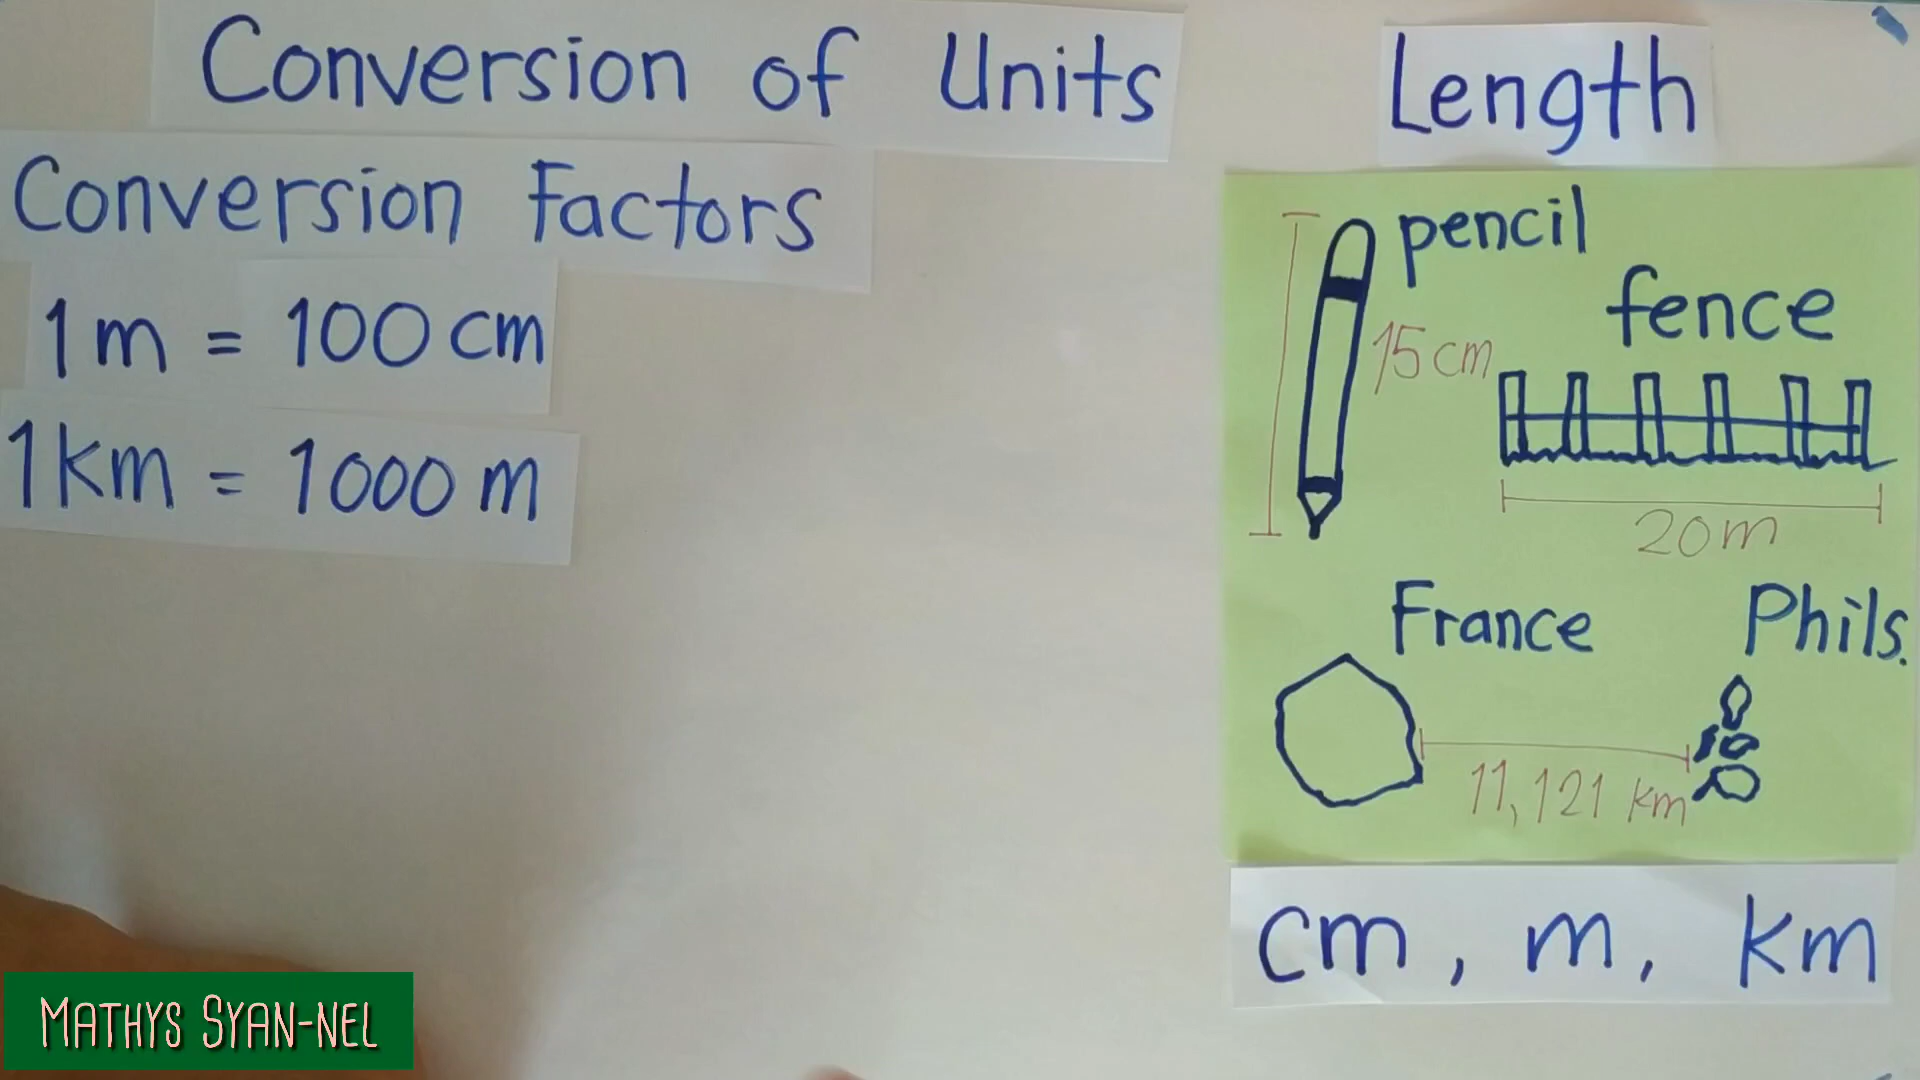 Conversion of Units
Length
Conversion Factors
1 m = 100 cm
1 km = 1000 m
pencil
15 cm
fence
20 m
France
Phils.
11,121 km
cm, m, km
MATHYS SYAN-NEL